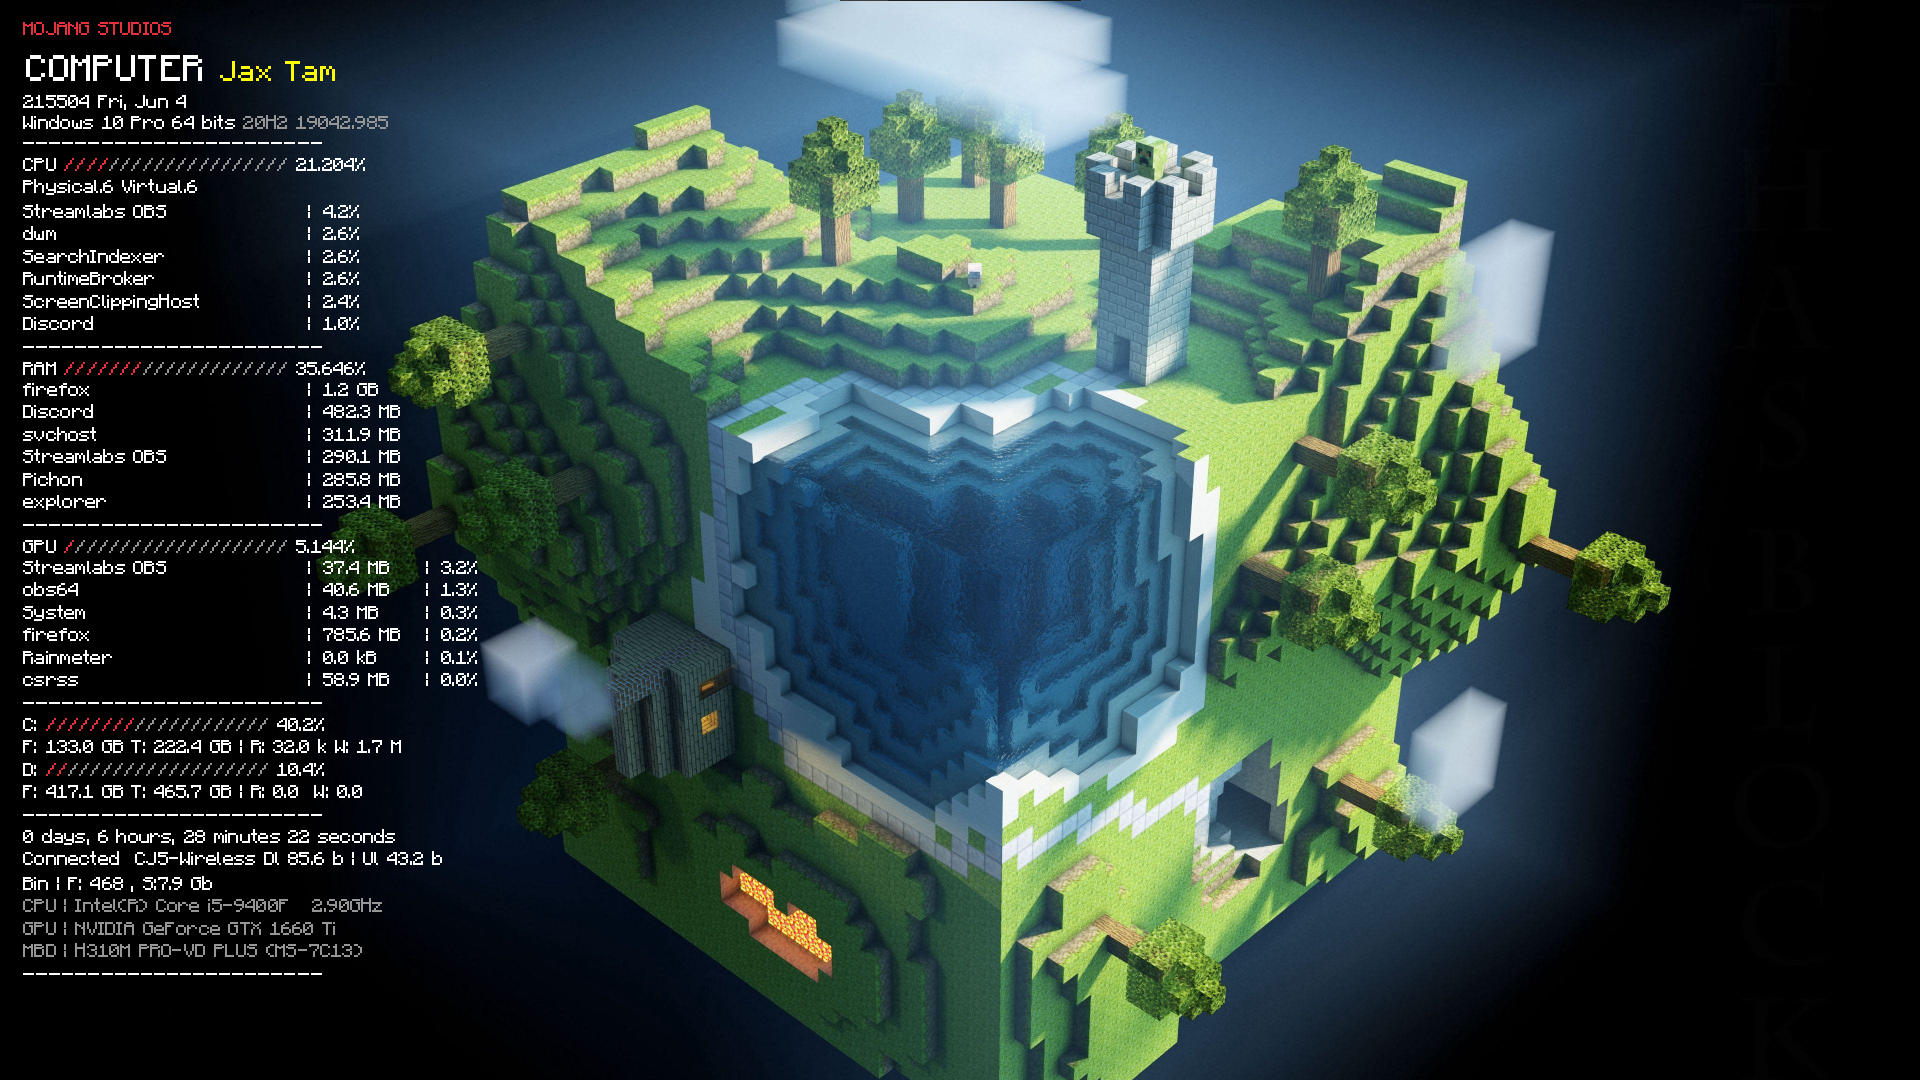 MOJANG STUDIOS
COMPUTER Jax Tam
215504 Fri, Jun 4
Windows 10 Pro 64 bits 20H2 19042.985
CPU //////////////////// 21.204%
Physical.6 Virtual.6
Streamlabs OBS | 4.2%
dwm | 2.6%
SearchIndexer | 2.6%
RuntimeBroker | 2.6%
ScreenClippingHost | 2.4%
Discord | 1.0%
RAM //////////////////// 35.646%
firefox | 1.2 GB
Discord | 482.3 MB
svchost | 311.9 MB
Streamlabs OBS | 290.1 MB
Pichon | 285.8 MB
explorer | 253.4 MB
GPU //////////////////// 5.144%
Streamlabs OBS | 37.4 MB | 3.2%
obs64 | 40.6 MB | 1.3%
System | 4.3 MB | 0.3%
firefox | 785.6 MB | 0.2%
Rainmeter | 0.0 kB | 0.1%
csrss | 58.9 MB | 0.0%
C: //////////////////// 40.2%
F: 133.0 GB T: 222.4 GB | R: 32.0 k W: 1.7 M
D: //////////////////// 10.4%
F: 417.1 GB T: 465.7 GB | R: 0.0 W: 0.0
0 days, 6 hours, 28 minutes 22 seconds
Connected CJ5-Wireless Dl 85.6 b | Ul 43.2 b
Bin | F: 468 , S:7.9 Gb
CPU | Intel(R) Core i5-9400F 2.90GHz
GPU | NVIDIA GeForce GTX 1660 Ti
MBD | H310M PRO-VD PLUS (MS-7C13)
THASBLOCK